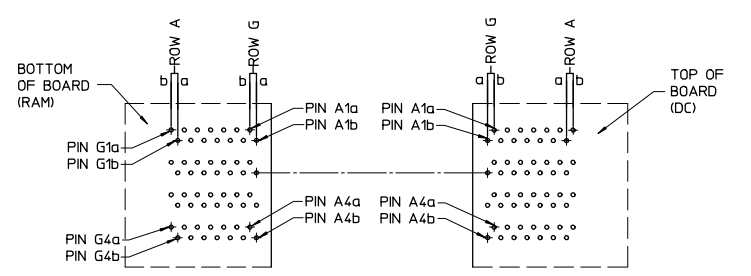 ROW A
ROW G
ROW G
ROW A
b a
b a
a b
a b
BOTTOM
OF BOARD
(RAM)
TOP OF
BOARD
(DC)
PIN A1a
PIN A1b
PIN A1a
PIN A1b
PIN G1a
PIN G1b
PIN A4a
PIN A4b
PIN A4a
PIN A4b
PIN G4a
PIN G4b